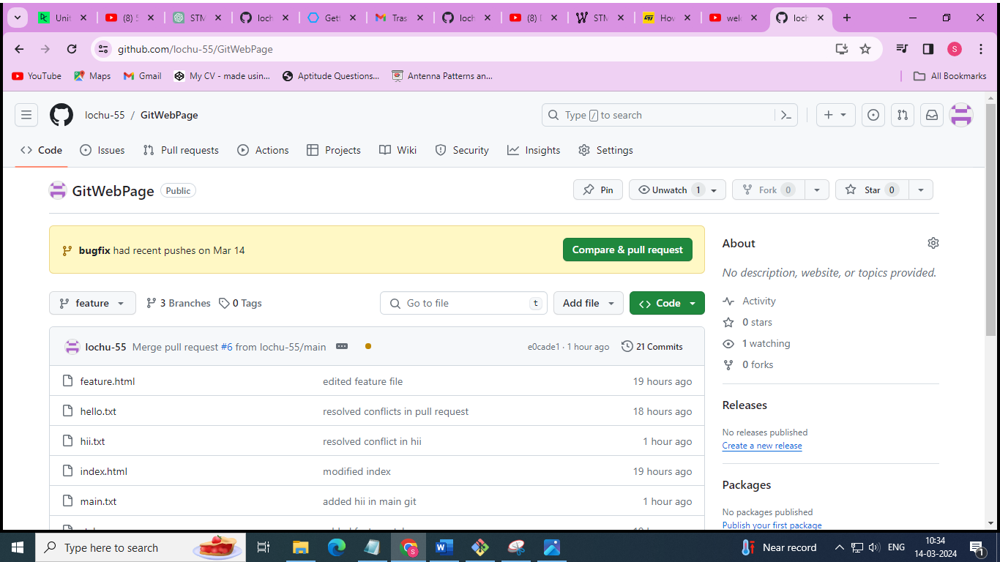 Unit
(8) 5
STM
loch
Gett
Tras
loch
(8) I
STM
How
welc
loch
github.com/lochu-55/GitWebPage
S
YouTube
Maps
Gmail
My CV - made usin...
Aptitude Questions...
Antenna Patterns an...
All Bookmarks
lochu-55 / GitWebPage
Type / to search
Code
Issues
Pull requests
Actions
Projects
Wiki
Security
Insights
Settings
GitWebPage Public
Pin
Unwatch 1
Fork 0
Star 0
bugfix had recent pushes on Mar 14
Compare & pull request
About
No description, website, or topics provided.
feature
3 Branches
0 Tags
Go to file t
Add file
Code
Activity
0 stars
1 watching
0 forks
lochu-55 Merge pull request #6 from lochu-55/main
e0cade1 · 1 hour ago
21 Commits
feature.html edited feature file 19 hours ago
hello.txt resolved conflicts in pull request 18 hours ago
hii.txt resolved conflict in hii 1 hour ago
index.html modified index 19 hours ago
main.txt added hii in main git 1 hour ago
Releases
No releases published
Create a new release
Packages
No packages published
Publish your first package
Type here to search
Near record
ENG
10:34
14-03-2024
1